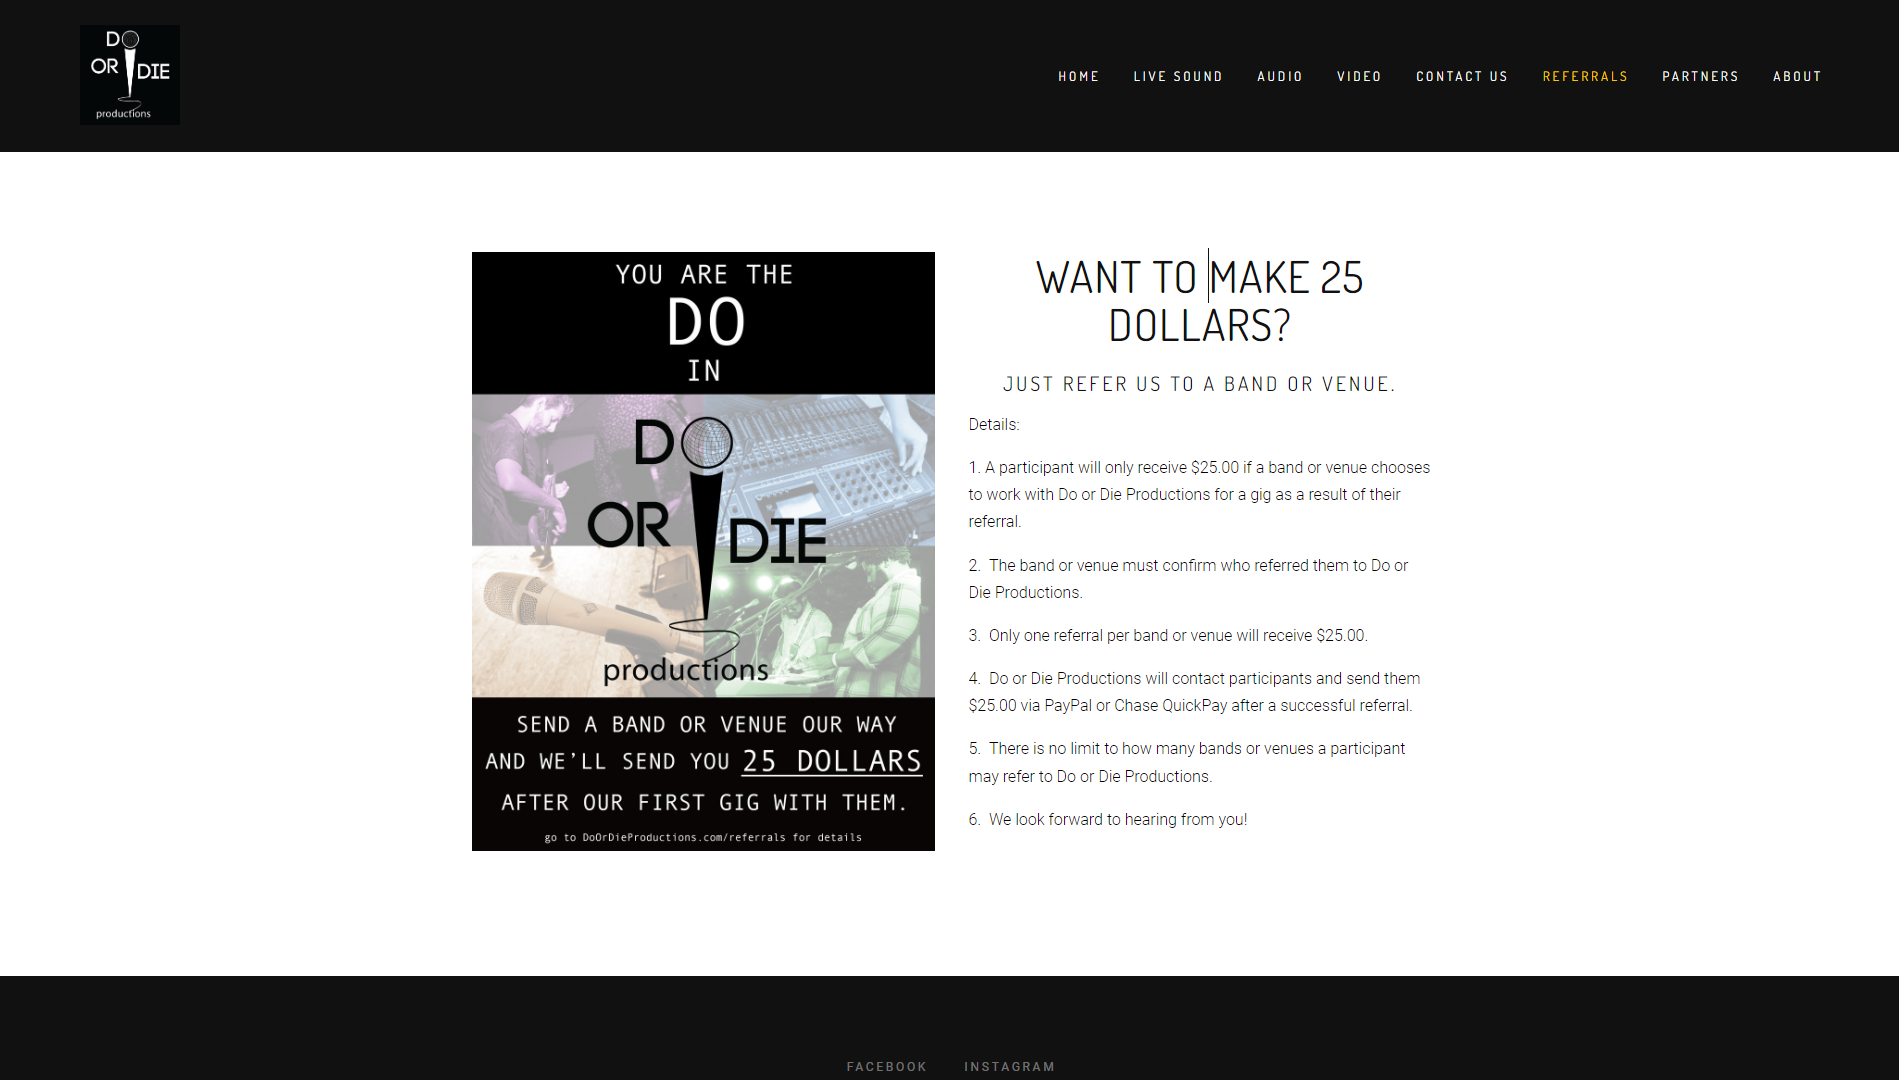 DO
OR DIE
productions
HOME LIVE SOUND AUDIO VIDEO CONTACT US REFERRALS PARTNERS ABOUT
YOU ARE THE
DO
IN
DO
OR DIE
productions
SEND A BAND OR VENUE OUR WAY
AND WE'LL SEND YOU 25 DOLLARS
AFTER OUR FIRST GIG WITH THEM.
go to DoOrDieProductions.com/referrals for details
WANT TO MAKE 25
DOLLARS?
JUST REFER US TO A BAND OR VENUE.
Details:
1. A participant will only receive $25.00 if a band or venue chooses
to work with Do or Die Productions for a gig as a result of their
referral.
2.  The band or venue must confirm who referred them to Do or
Die Productions.
3.  Only one referral per band or venue will receive $25.00.
4.  Do or Die Productions will contact participants and send them
$25.00 via PayPal or Chase QuickPay after a successful referral.
5.  There is no limit to how many bands or venues a participant
may refer to Do or Die Productions.
6.  We look forward to hearing from you!
FACEBOOK INSTAGRAM